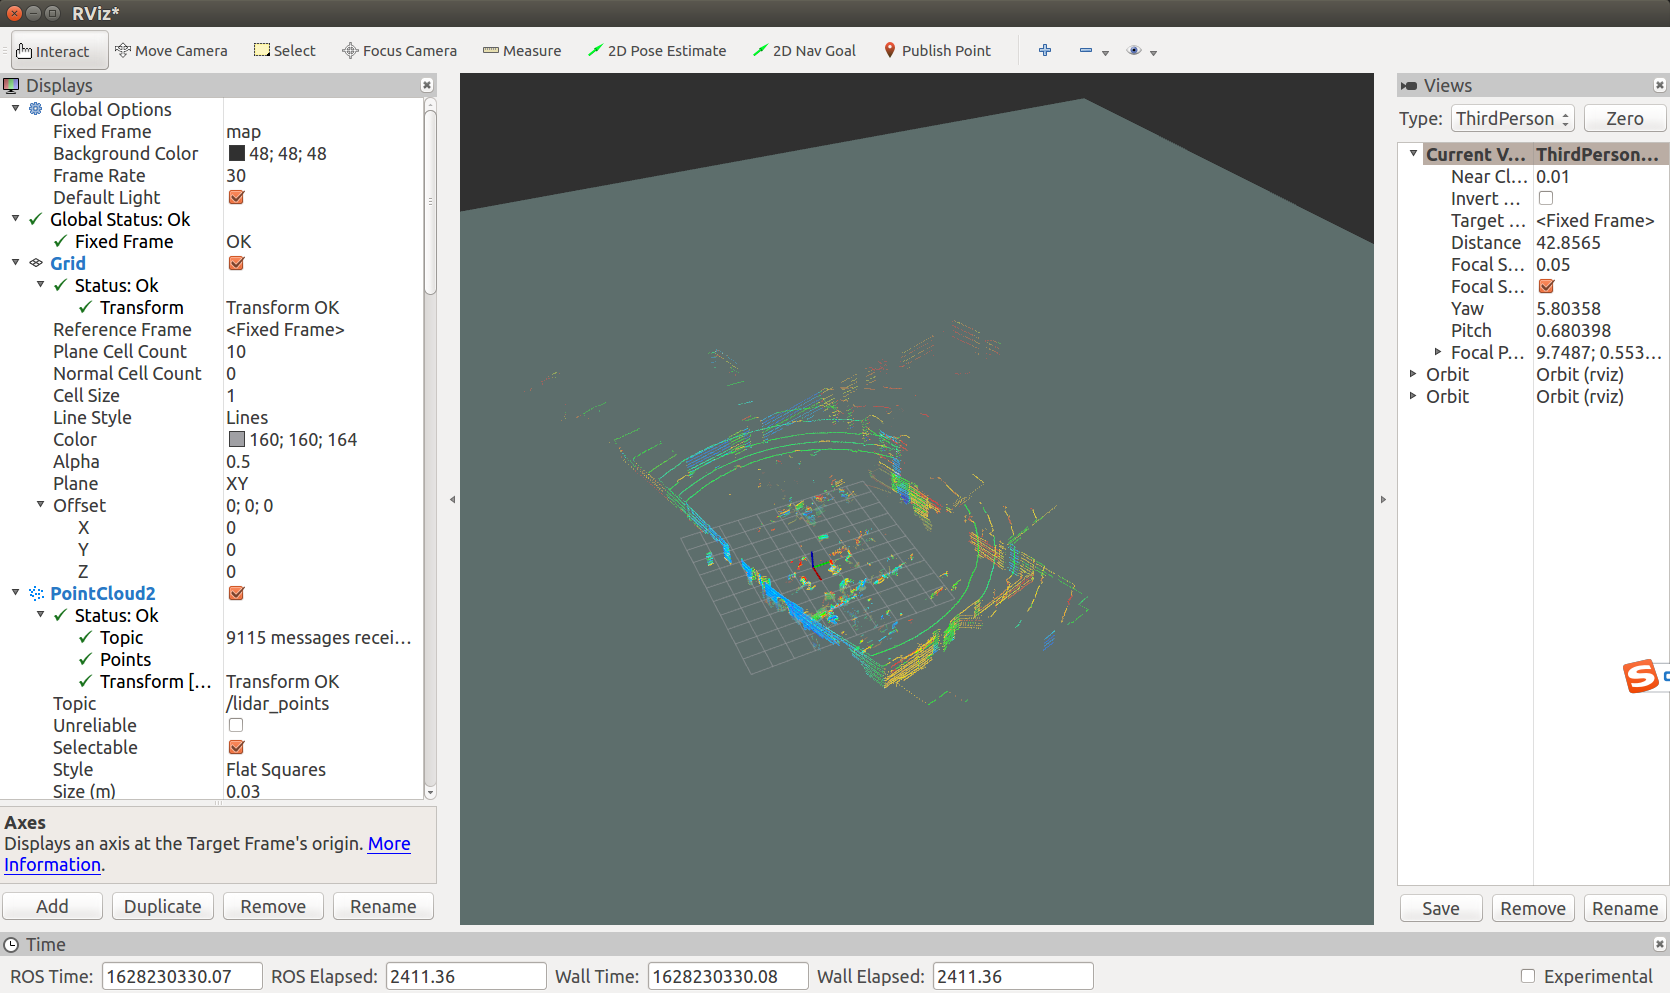 RViz*
Interact Move Camera Select Focus Camera Measure 2D Pose Estimate 2D Nav Goal Publish Point
Displays
Global Options
Fixed Frame map
Background Color 48; 48; 48
Frame Rate 30
Default Light
Global Status: Ok
Fixed Frame OK
Grid
Status: Ok
Transform Transform OK
Reference Frame <Fixed Frame>
Plane Cell Count 10
Normal Cell Count 0
Cell Size 1
Line Style Lines
Color 160; 160; 164
Alpha 0.5
Plane XY
Offset 0; 0; 0
X 0
Y 0
Z 0
PointCloud2
Status: Ok
Topic 9115 messages recei...
Points
Transform [... Transform OK
Topic /lidar_points
Unreliable
Selectable
Style Flat Squares
Size (m) 0.03
Axes
Displays an axis at the Target Frame's origin. More
Information.
Add Duplicate Remove Rename
Views
Type: ThirdPerson Zero
Current V... ThirdPerson...
Near Cl... 0.01
Invert ...
Target ... <Fixed Frame>
Distance 42.8565
Focal S... 0.05
Focal S...
Yaw 5.80358
Pitch 0.680398
Focal P... 9.7487; 0.553...
Orbit Orbit (rviz)
Orbit Orbit (rviz)
S
Save Remove Rename
Time
ROS Time: 1628230330.07 ROS Elapsed: 2411.36 Wall Time: 1628230330.08 Wall Elapsed: 2411.36 Experimental